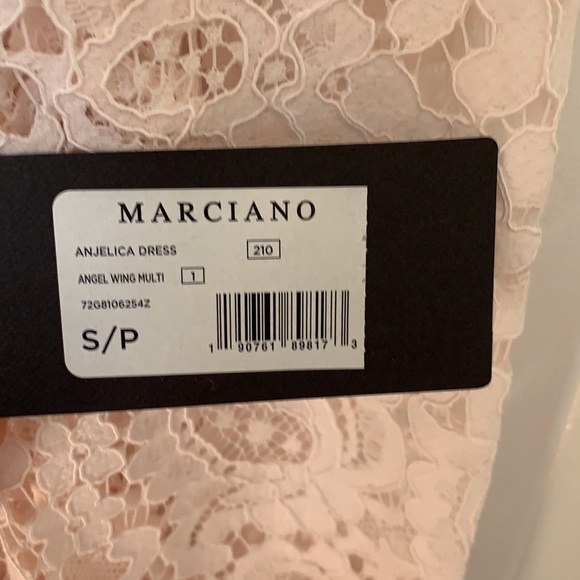 MARCIANO
ANJELICA DRESS 210
ANGEL WING MULTI 1
72G8106254Z
S/P
1 90761 89817 3